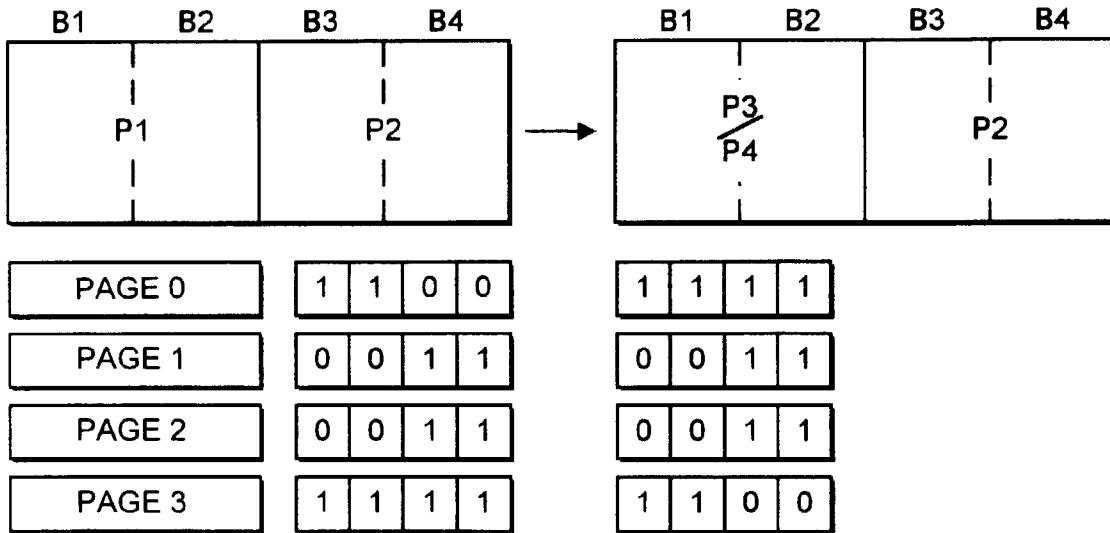 B1 B2 B3 B4 B1 B2 B3 B4
P1 P2 P3 P2
P4
PAGE 0 1 1 0 0 1 1 1 1
PAGE 1 0 0 1 1 0 0 1 1
PAGE 2 0 0 1 1 0 0 1 1
PAGE 3 1 1 1 1 1 1 0 0